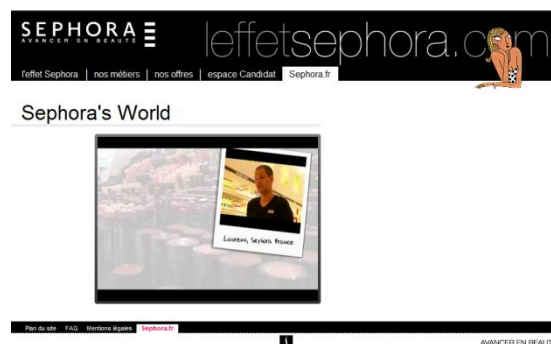 SEPHORA
AVANCER EN BEAUTÉ
leffetsephora.com
l'effet Sephora | nos métiers | nos offres | espace Candidat Sephora.fr
Sephora's World
Laurent, Sephora France
Plan du site FAQ Mentions légales Sephora.fr
AVANCER EN BEAUT